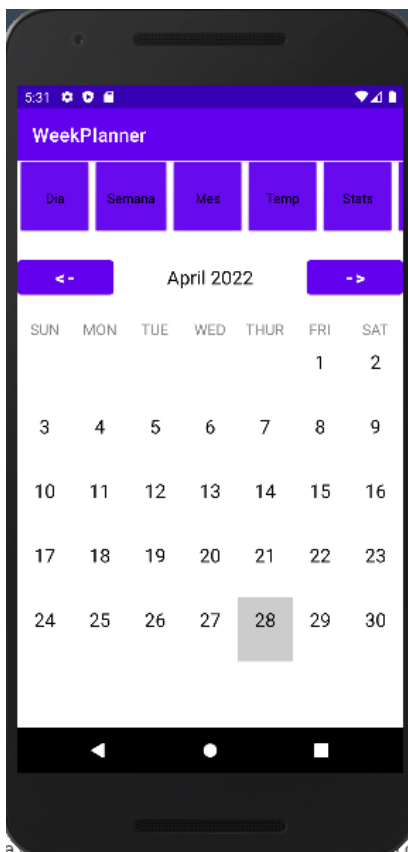 5:31
WeekPlanner
Dia Semana Mes Temp Stats
<- April 2022 ->
SUN MON TUE WED THUR FRI SAT
1 2
3 4 5 6 7 8 9
10 11 12 13 14 15 16
17 18 19 20 21 22 23
24 25 26 27 28 29 30